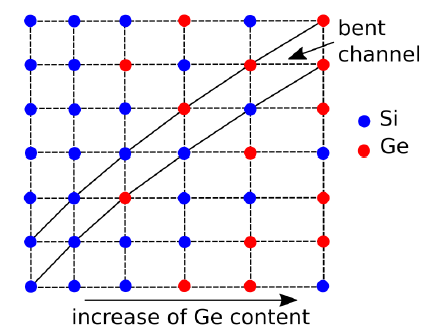 bent
channel
Si
Ge
increase of Ge content